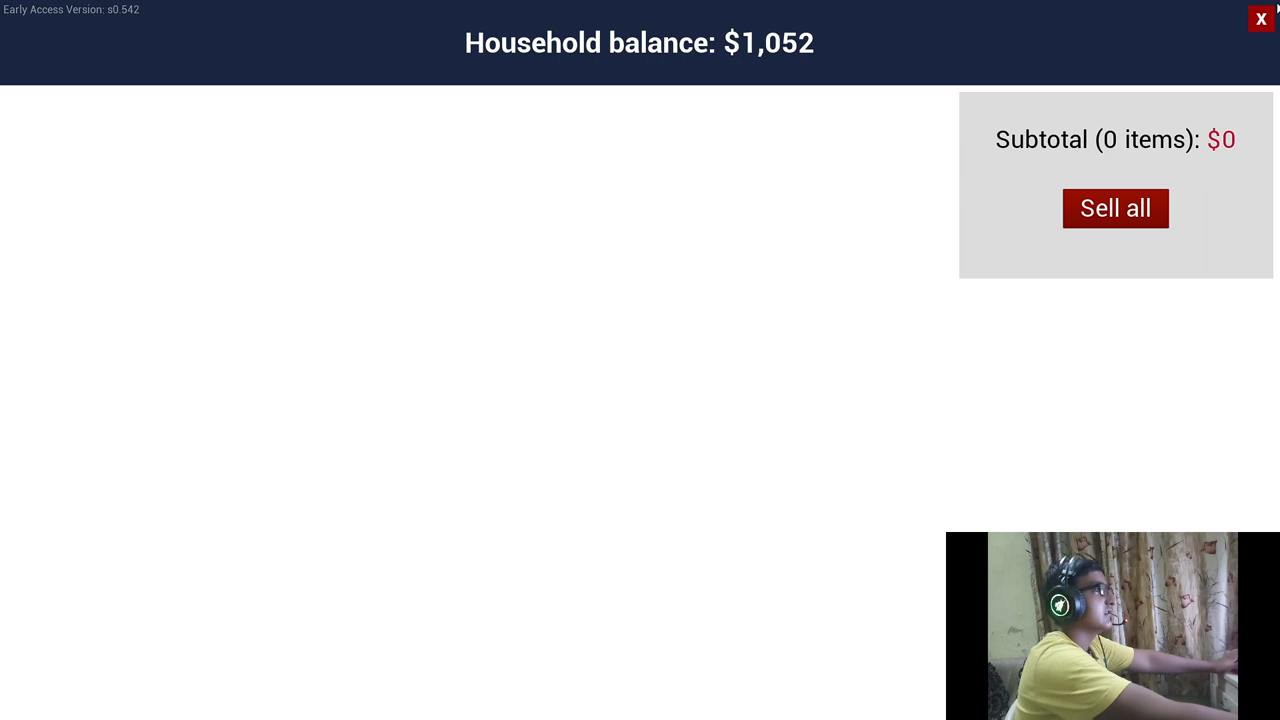 Early Access Version: s0.542
X
Household balance: $1,052
Subtotal (0 items): $0
Sell all